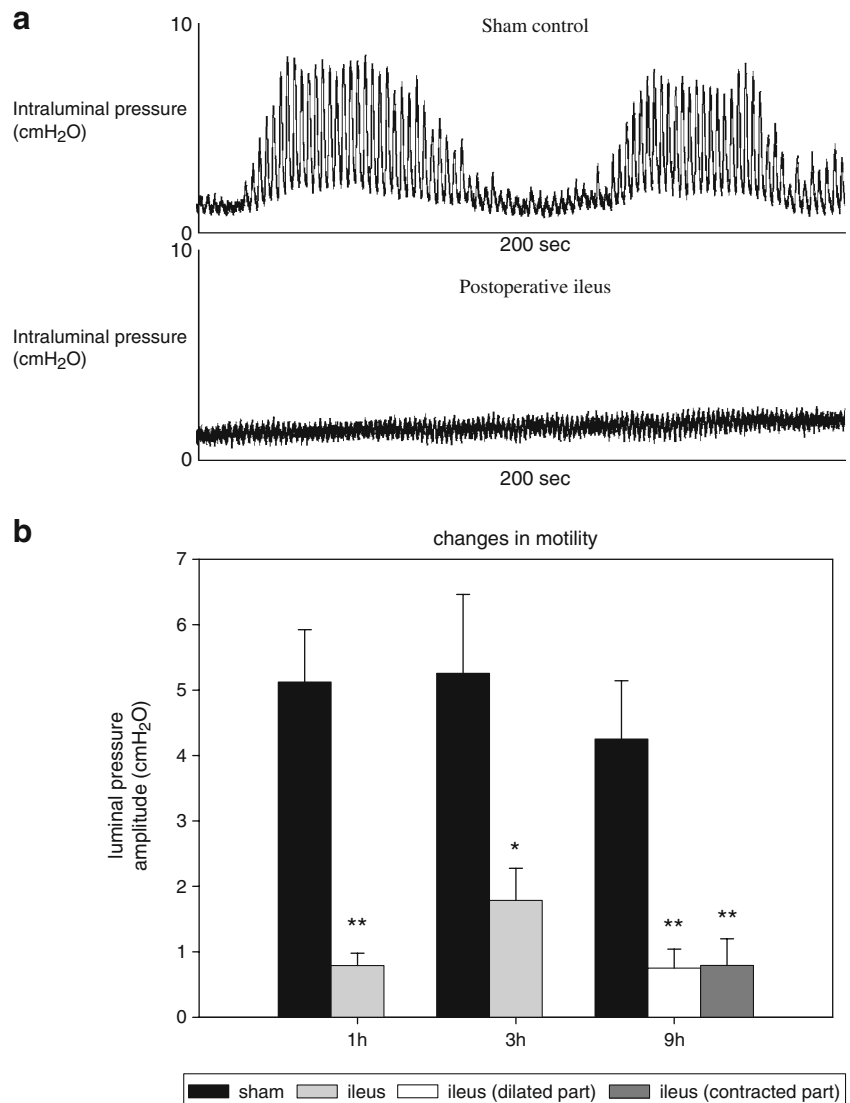 a
10
Sham control
Intraluminal pressure
(cmH₂O)
0
200 sec
10
Postoperative ileus
Intraluminal pressure
(cmH₂O)
0
200 sec
b
changes in motility
7
6
5
4
3
2
1
0
luminal pressure
amplitude (cmH₂O)
**
*
**
**
1h
3h
9h
sham
ileus
ileus (dilated part)
ileus (contracted part)